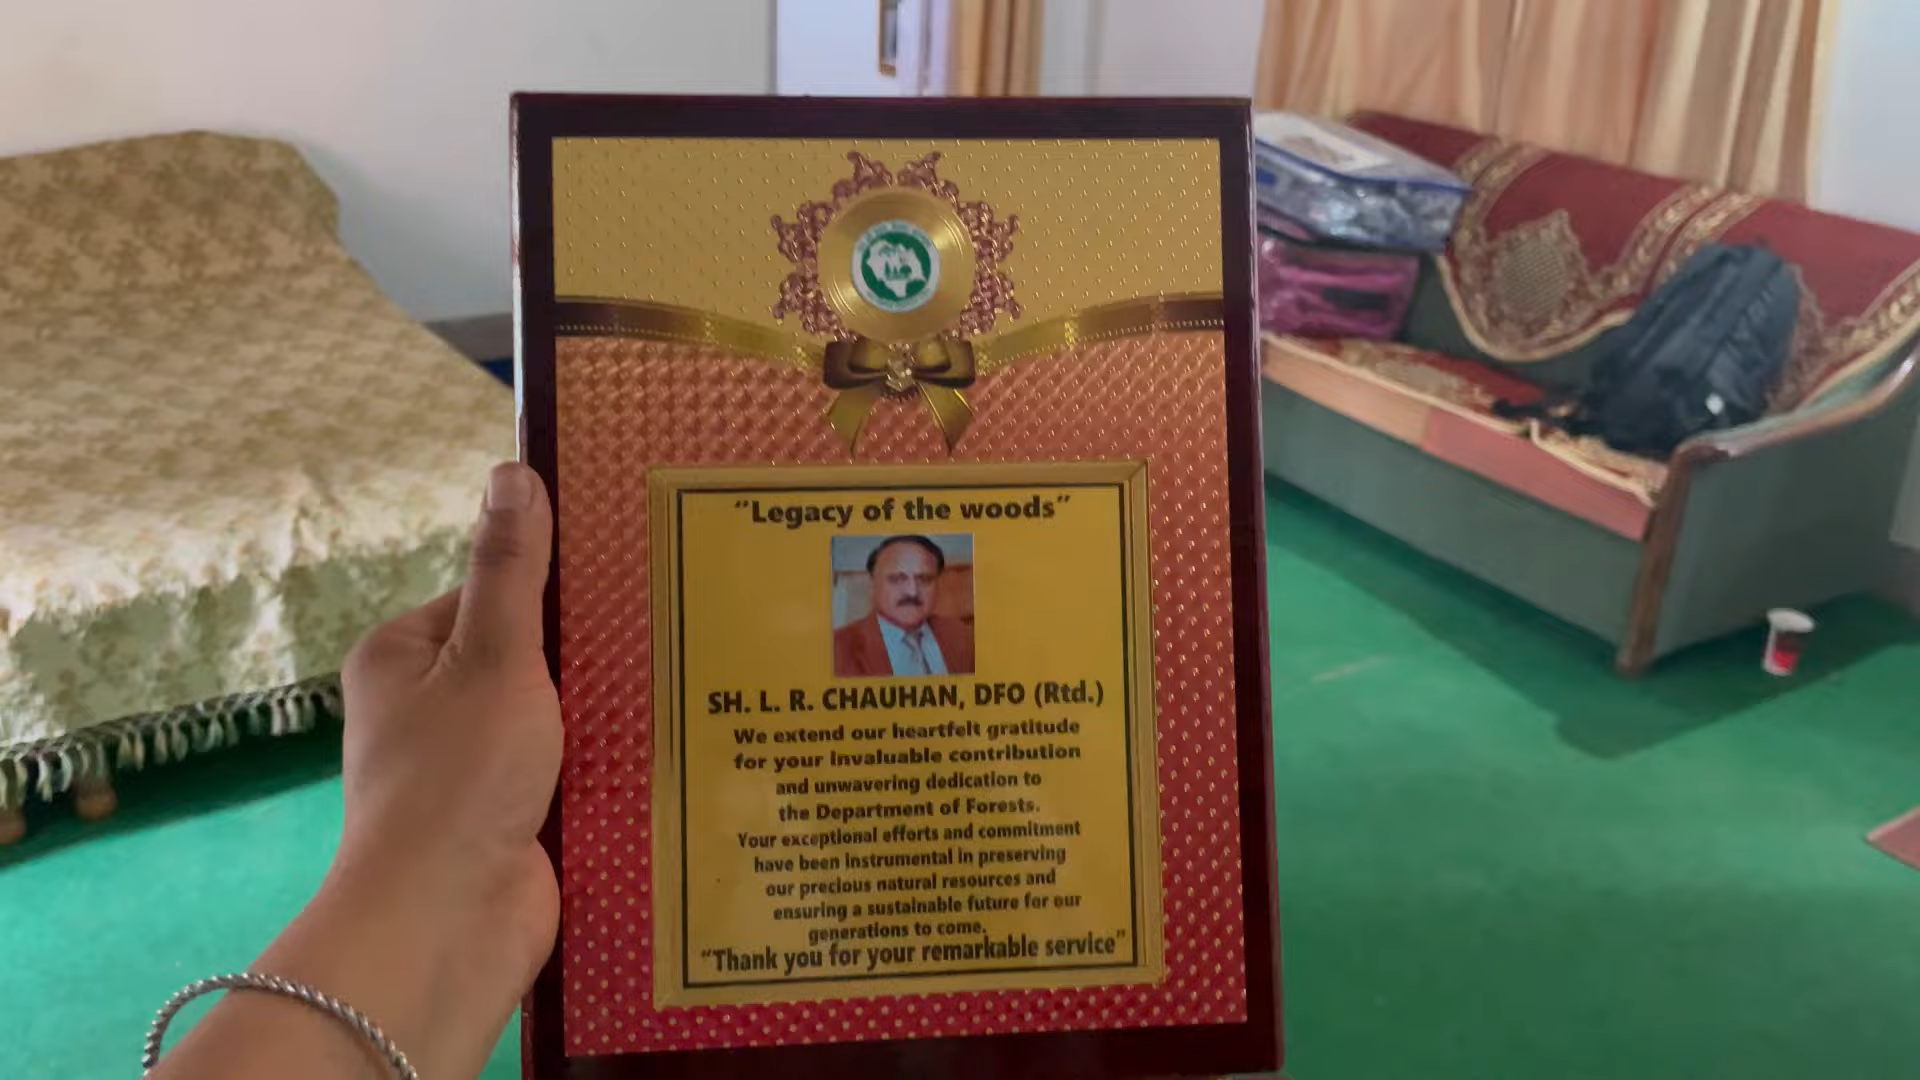 “Legacy of the woods”
SH. L. R. CHAUHAN, DFO (Rtd.)
We extend our heartfelt gratitude
for your invaluable contribution
and unwavering dedication to
the Department of Forests.
Your exceptional efforts and commitment
have been instrumental in preserving
our precious natural resources and
ensuring a sustainable future for our
generations to come.
“Thank you for your remarkable service”